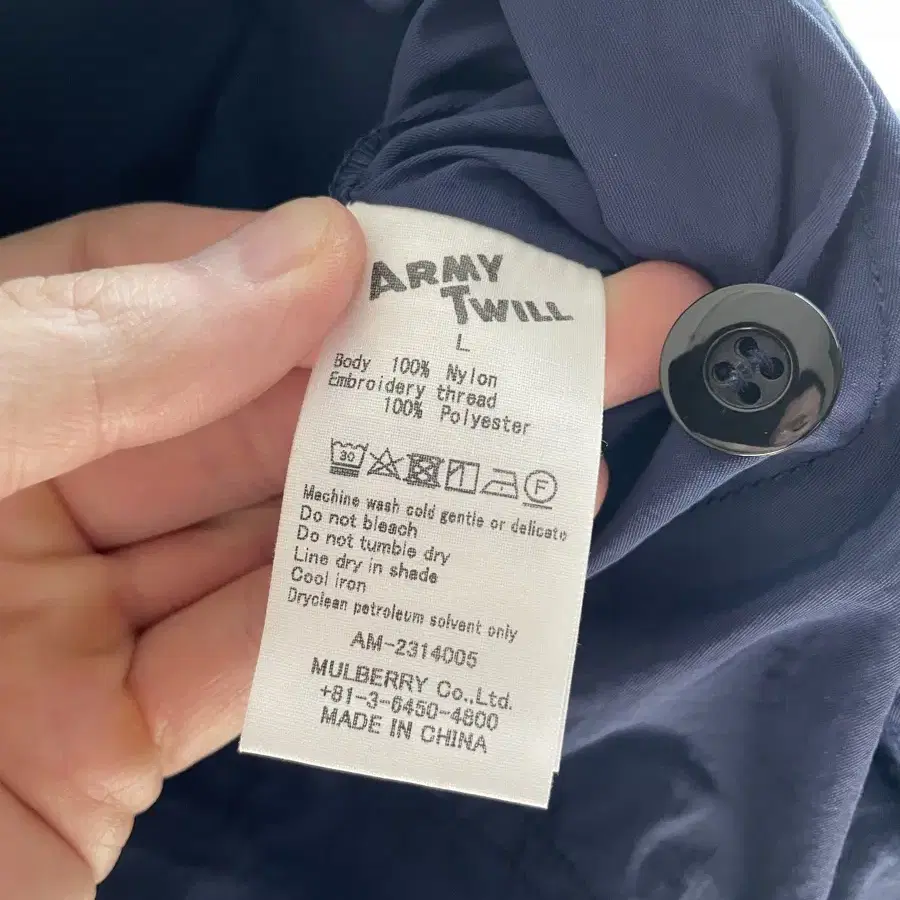 ARMY
TWILL
L
Body 100% Nylon
Embroidery thread
100% Polyester
30 F
Machine wash cold gentle or delicate
Do not bleach
Do not tumble dry
Line dry in shade
Cool iron
Dryclean petroleum solvent only
AM-2314005
MULBERRY Co.,Ltd.
+81-3-6450-4800
MADE IN CHINA